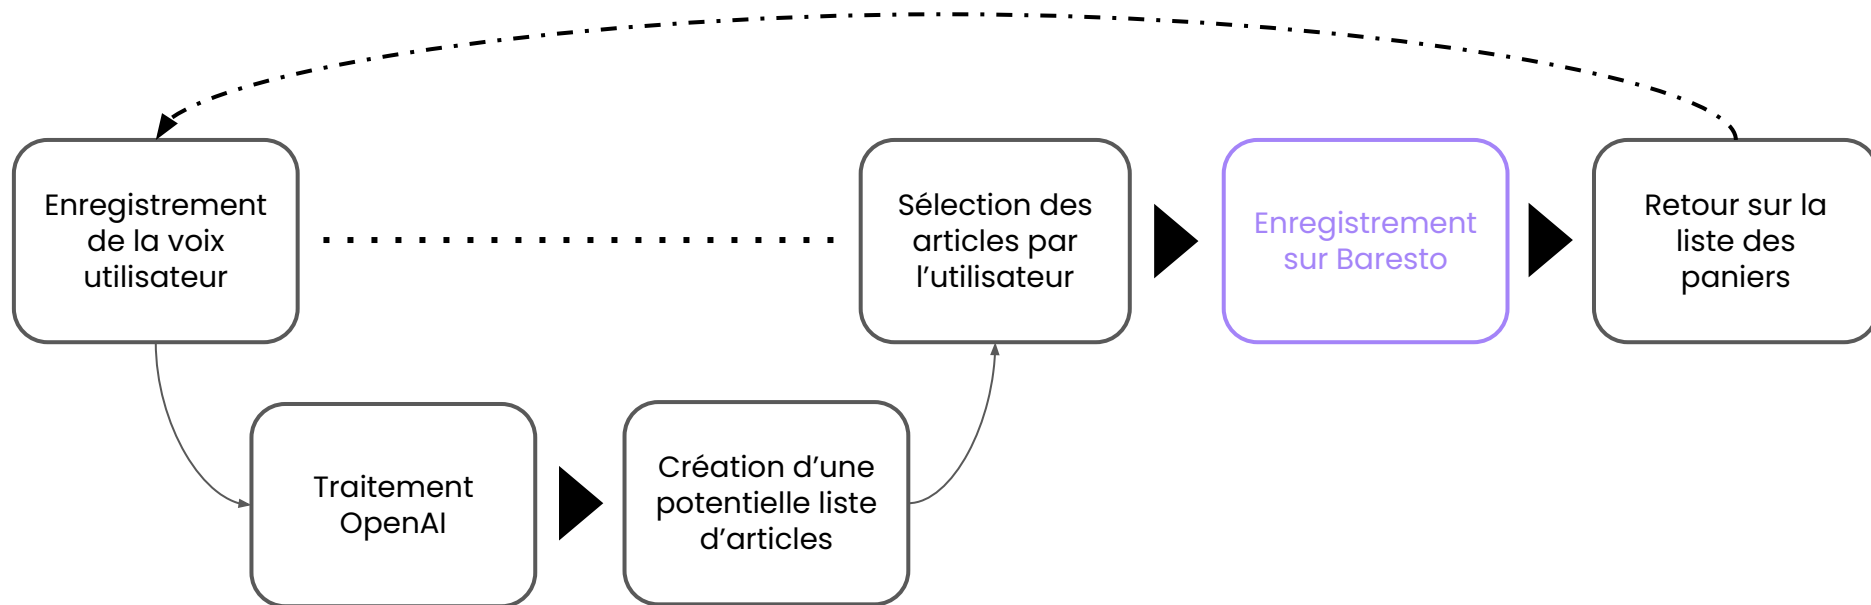 Enregistrement
de la voix
utilisateur
Sélection des
articles par
l’utilisateur
Enregistrement
sur Baresto
Retour sur la
liste des
paniers
Traitement
OpenAI
Création d’une
potentielle liste
d’articles